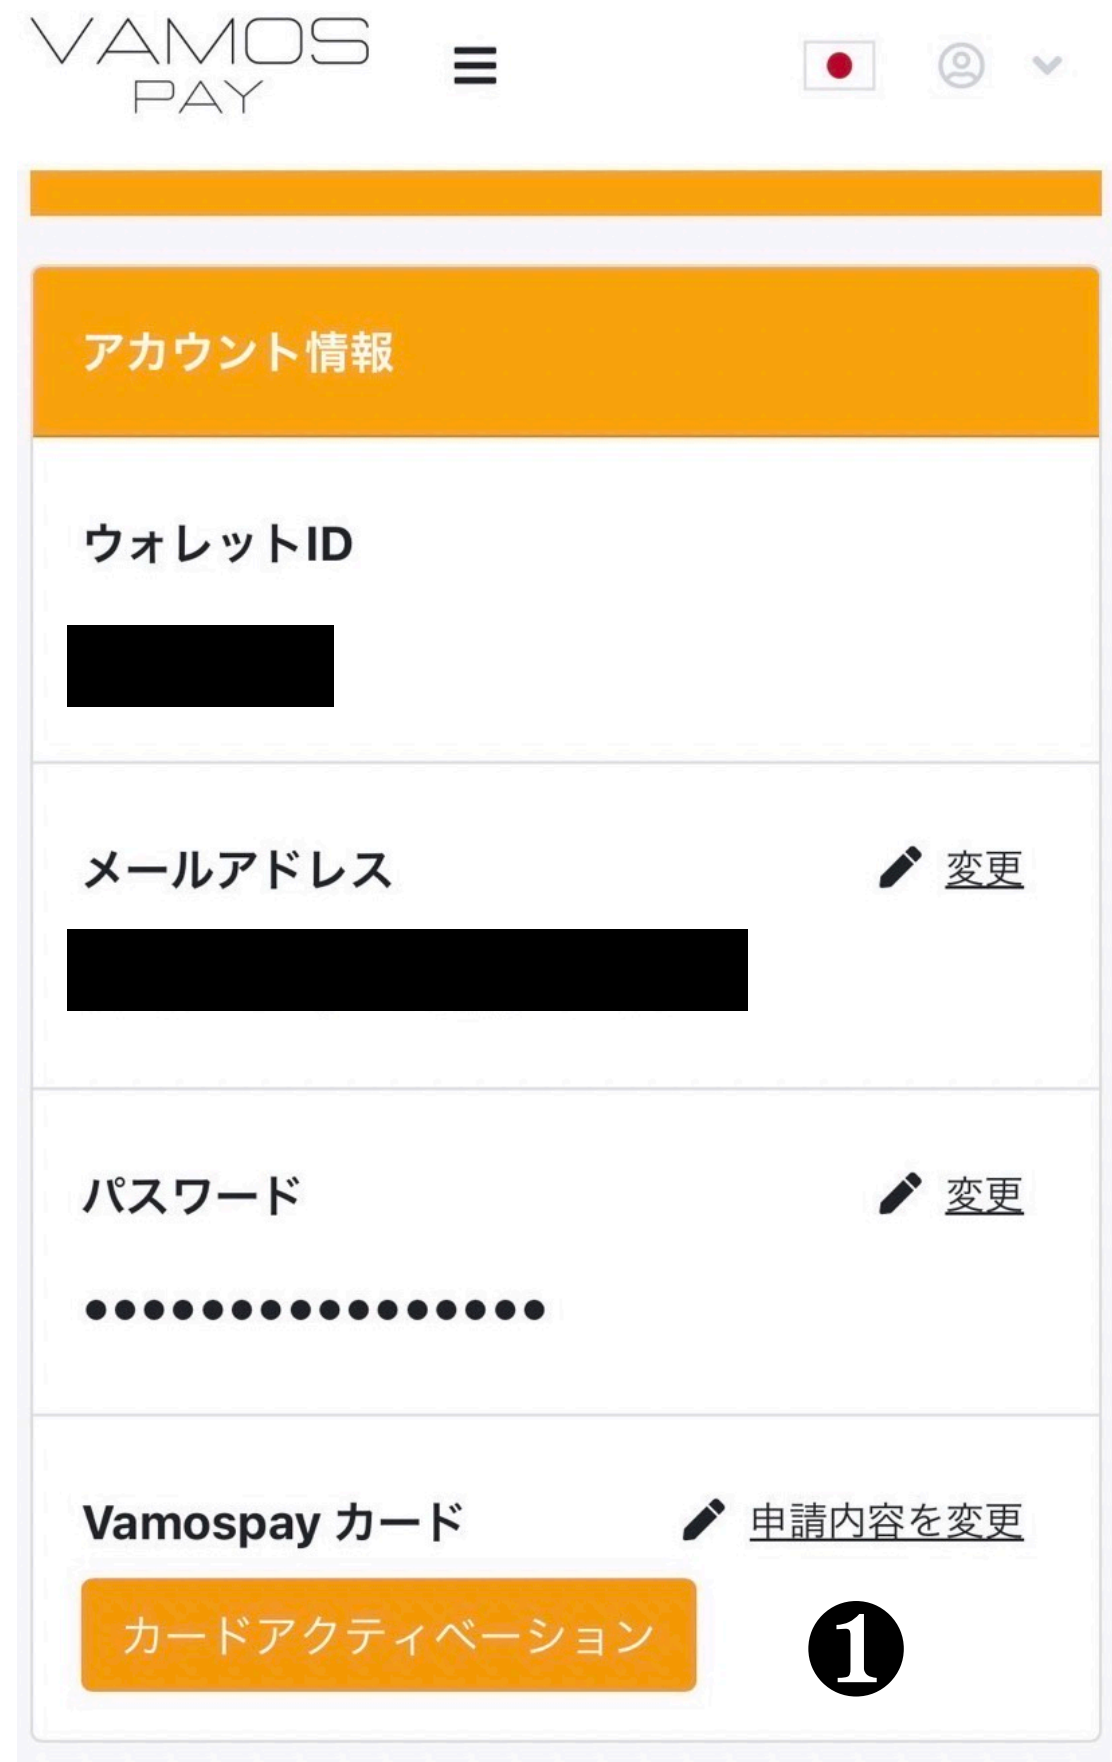 VAMOS
PAY
アカウント情報
ウォレットID
メールアドレス
変更
パスワード
変更
••••••••••••••••
Vamospay カード
申請内容を変更
カードアクティベーション
❶